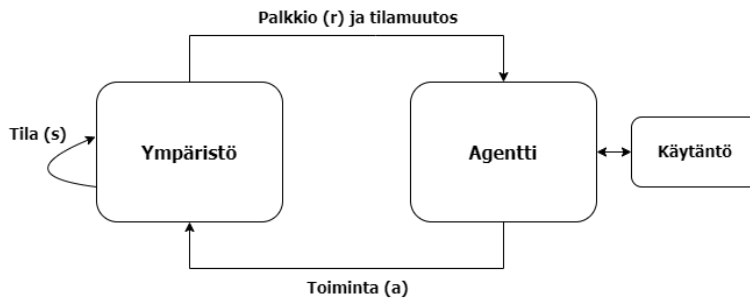 Palkkio (r) ja tilamuutos
Tila (s)
Ympäristö
Agentti
Käytäntö
Toiminta (a)